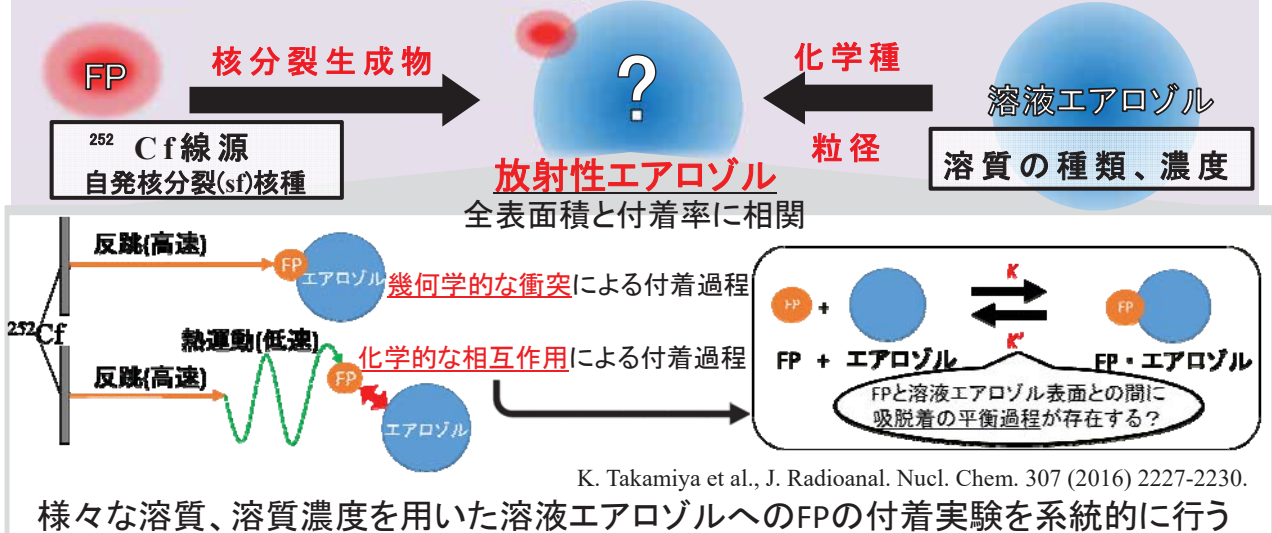 FP
核分裂生成物
?
化学種
粒径
溶液エアロゾル
252 Cf線源
自発核分裂(sf)核種
溶質の種類、濃度
放射性エアロゾル
全表面積と付着率に相関
反跳(高速)
FP
エアロゾル
幾何学的な衝突による付着過程
252Cf
熱運動(低速)
化学的な相互作用による付着過程
反跳(高速)
FP
エアロゾル
FP
+
K
K'
FP
FP + エアロゾル
FP・エアロゾル
FPと溶液エアロゾル表面との間に
吸脱着の平衡過程が存在する?
K. Takamiya et al., J. Radioanal. Nucl. Chem. 307 (2016) 2227-2230.
様々な溶質、溶質濃度を用いた溶液エアロゾルへのFPの付着実験を系統的に行う